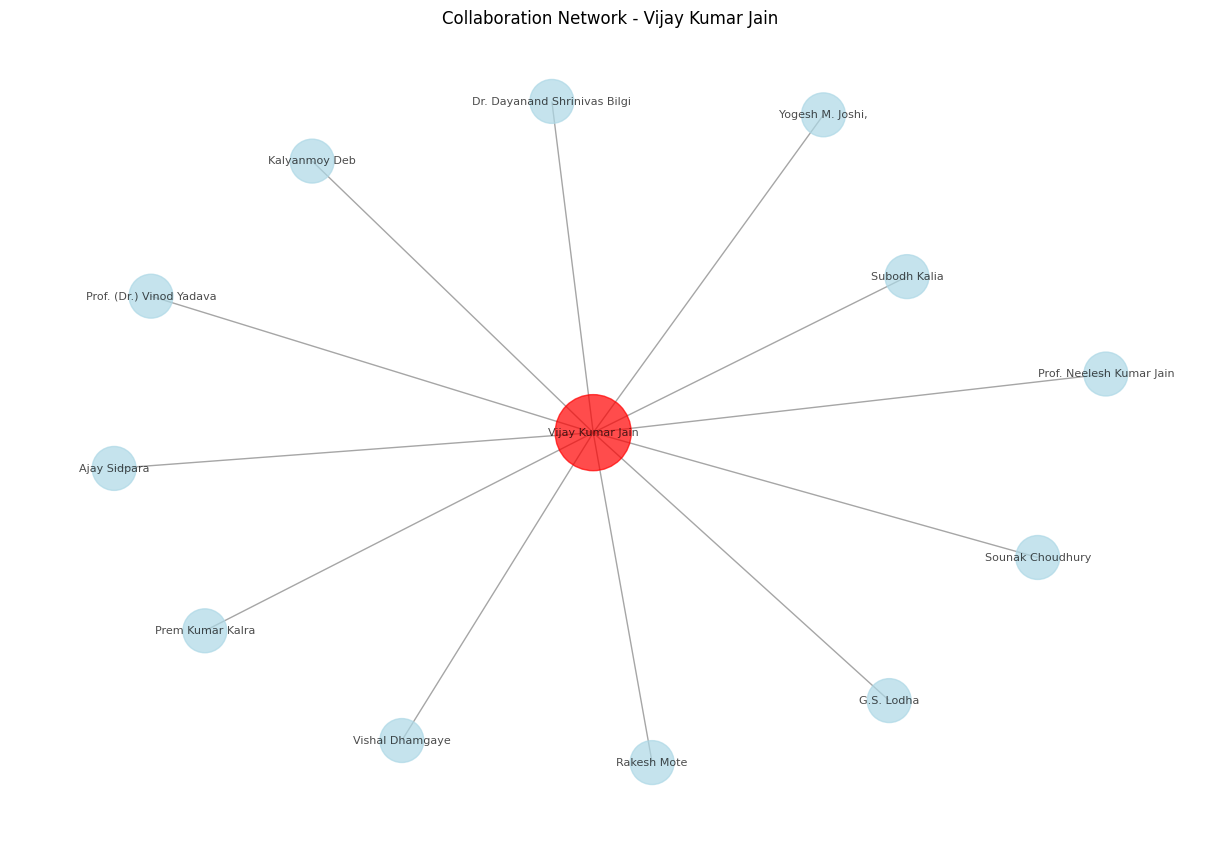 Collaboration Network - Vijay Kumar Jain
Dr. Dayanand Shrinivas Bilgi
Yogesh M. Joshi,
Kalyanmoy Deb
Subodh Kalia
Prof. (Dr.) Vinod Yadava
Prof. Neelesh Kumar Jain
Vijay Kumar Jain
Ajay Sidpara
Sounak Choudhury
Prem Kumar Kalra
G.S. Lodha
Vishal Dhamgaye
Rakesh Mote